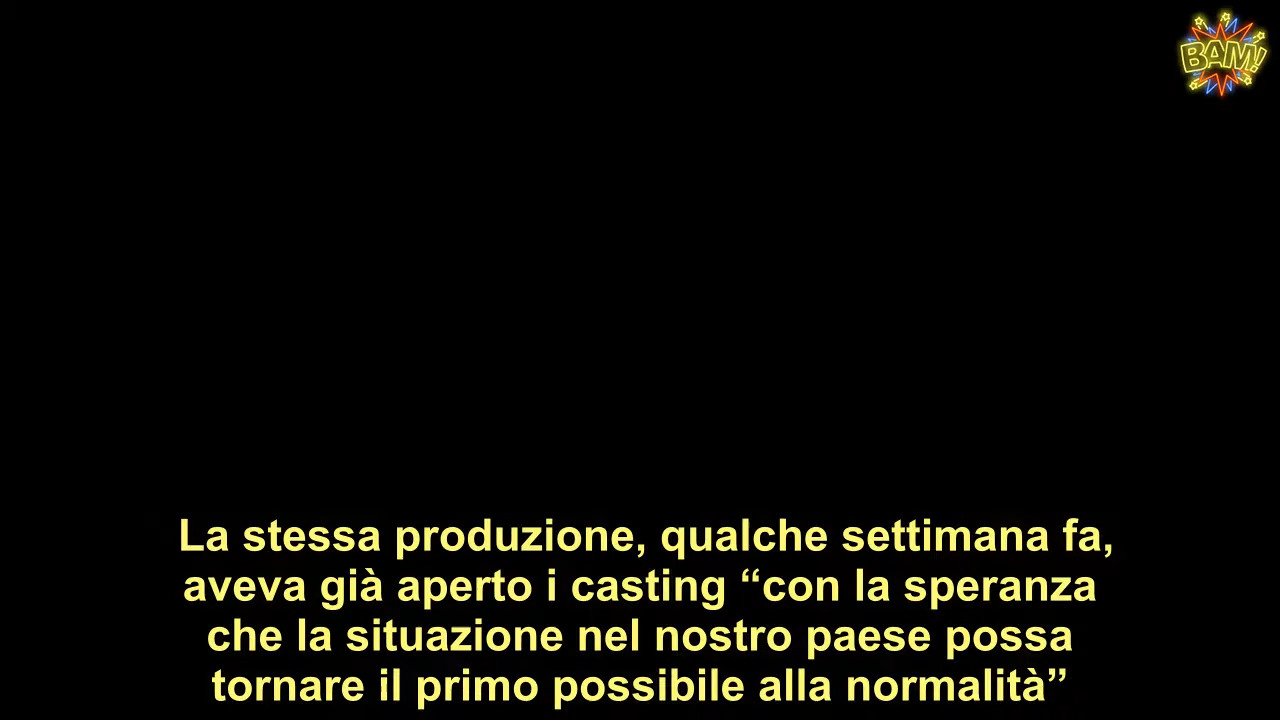 BAM!
La stessa produzione, qualche settimana fa,
aveva già aperto i casting “con la speranza
che la situazione nel nostro paese possa
tornare il primo possibile alla normalità”